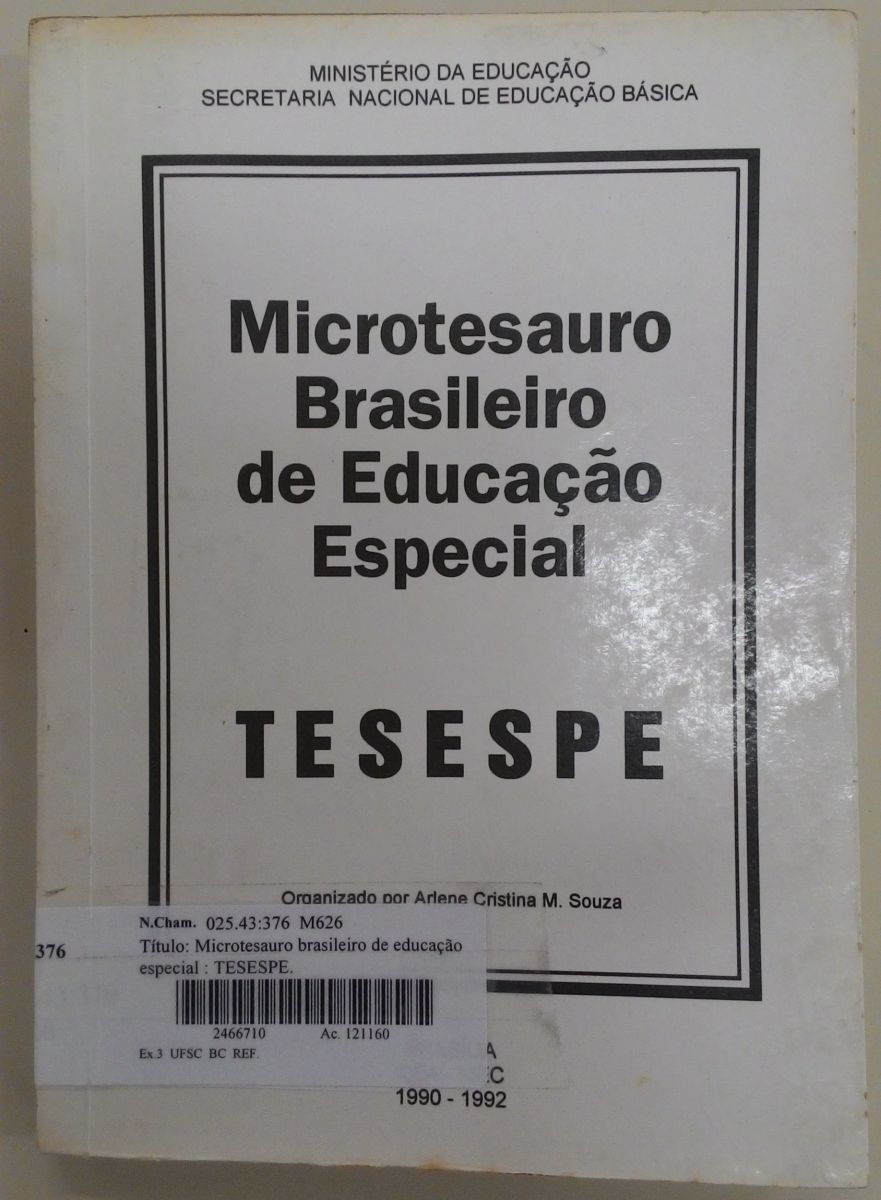 MINISTÉRIO DA EDUCAÇÃO
SECRETARIA NACIONAL DE EDUCAÇÃO BÁSICA
Microtesauro
Brasileiro
de Educação
Especial
TESESPE
Organizado por Arlene Cristina M. Souza
376
N.Cham. 025.43:376 M626
Título: Microtesauro brasileiro de educação
especial : TESESPE.
2466710 Ac. 121160
Ex.3 UFSC BC REF.
1990 - 1992